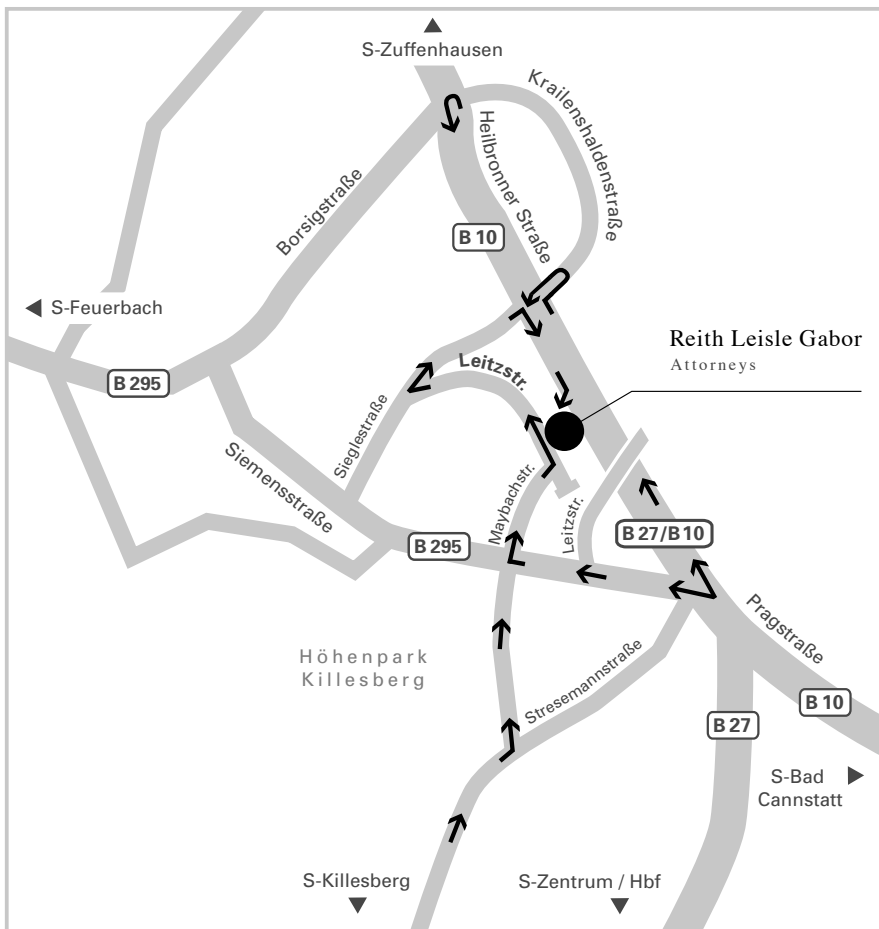 S-Zuffenhausen
Krailenshaldenstraße
Heilbronner Straße
Borsigstraße
B 10
S-Feuerbach
Reith Leisle Gabor
Attorneys
Leitzstr.
B 295
Sieglestraße
Siemensstraße
Maybachstr.
Leitzstr.
B 27/B 10
B 295
Pragstraße
Höhenpark
Killesberg
Stresemannstraße
B 10
B 27
S-Bad
Cannstatt
S-Killesberg
S-Zentrum / Hbf